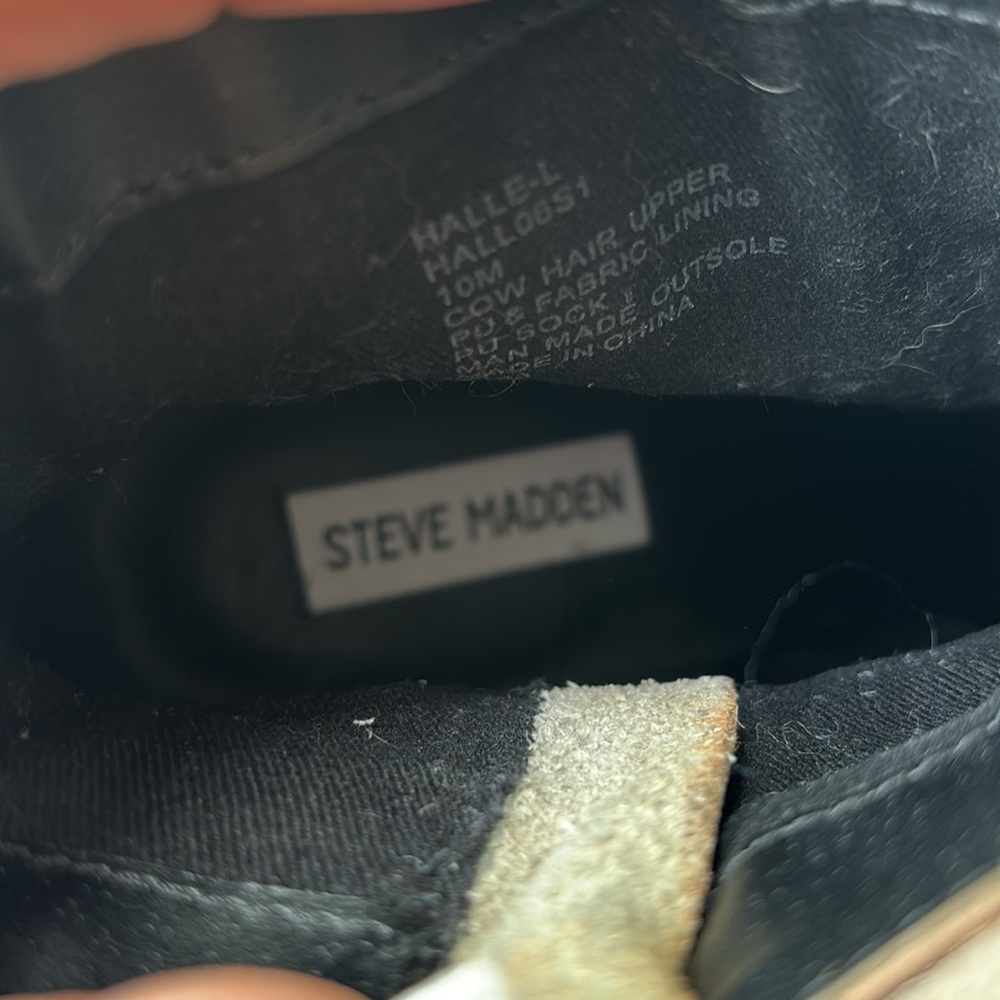 HALLE-L
HALL06S1
10M
COW HAIR UPPER
PU & FABRIC LINING
PU SOCK
MAN MADE OUTSOLE
MADE IN CHINA
STEVE MADDEN